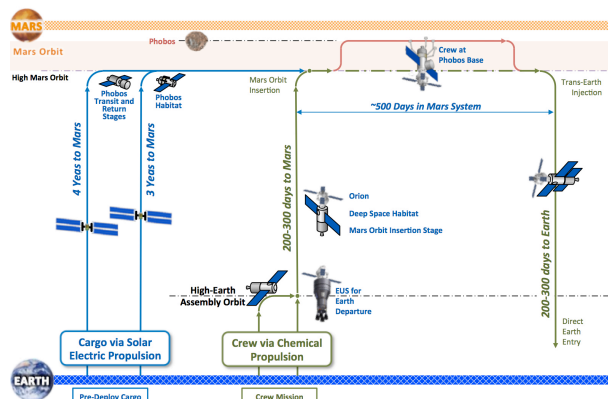 MARS
Mars Orbit
Phobos
Crew at
Phobos Base
High Mars Orbit
Phobos
Transit and
Return
Stages
Phobos
Habitat
Mars Orbit
Insertion
Trans-Earth
Injection
~500 Days in Mars System
4 Yeas to Mars
3 Years to Mars
200-300 days to Mars
200-300 days to Earth
Orion
Deep Space Habitat
Mars Orbit Insertion Stage
High-Earth
Assembly Orbit
EUS for
Earth
Departure
Direct
Earth
Entry
Cargo via Solar
Electric Propulsion
Crew via Chemical
Propulsion
EARTH
Pre-Deploy Cargo
Crew Mission